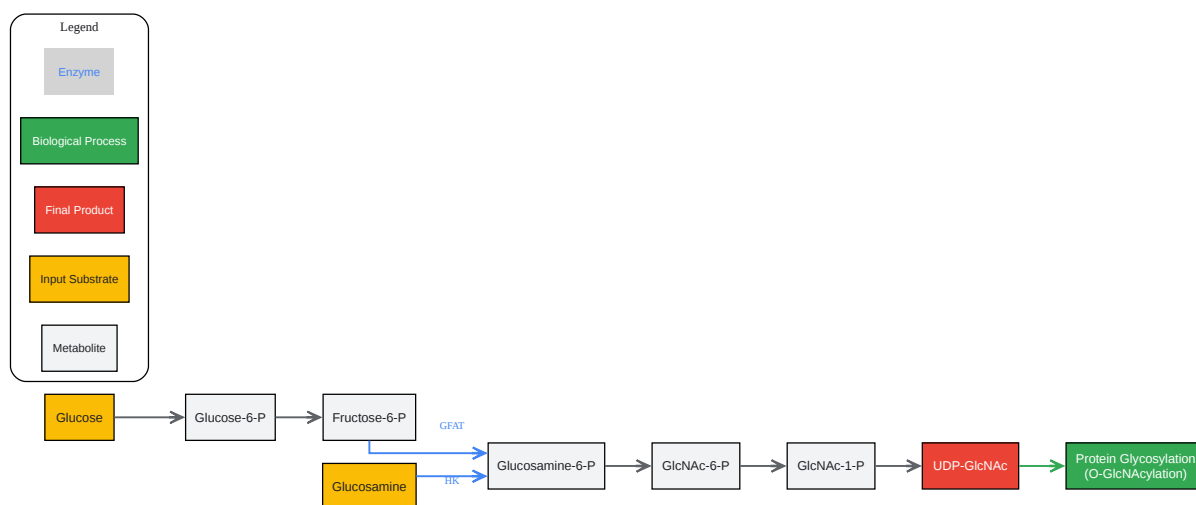 Legend
Enzyme
Biological Process
Final Product
Input Substrate
Metabolite
Glucose
Glucose-6-P
Fructose-6-P
GFAT
Glucosamine
HK
Glucosamine-6-P
GlcNAc-6-P
GlcNAc-1-P
UDP-GlcNAc
Protein Glycosylation
(O-GlcNAcylation)